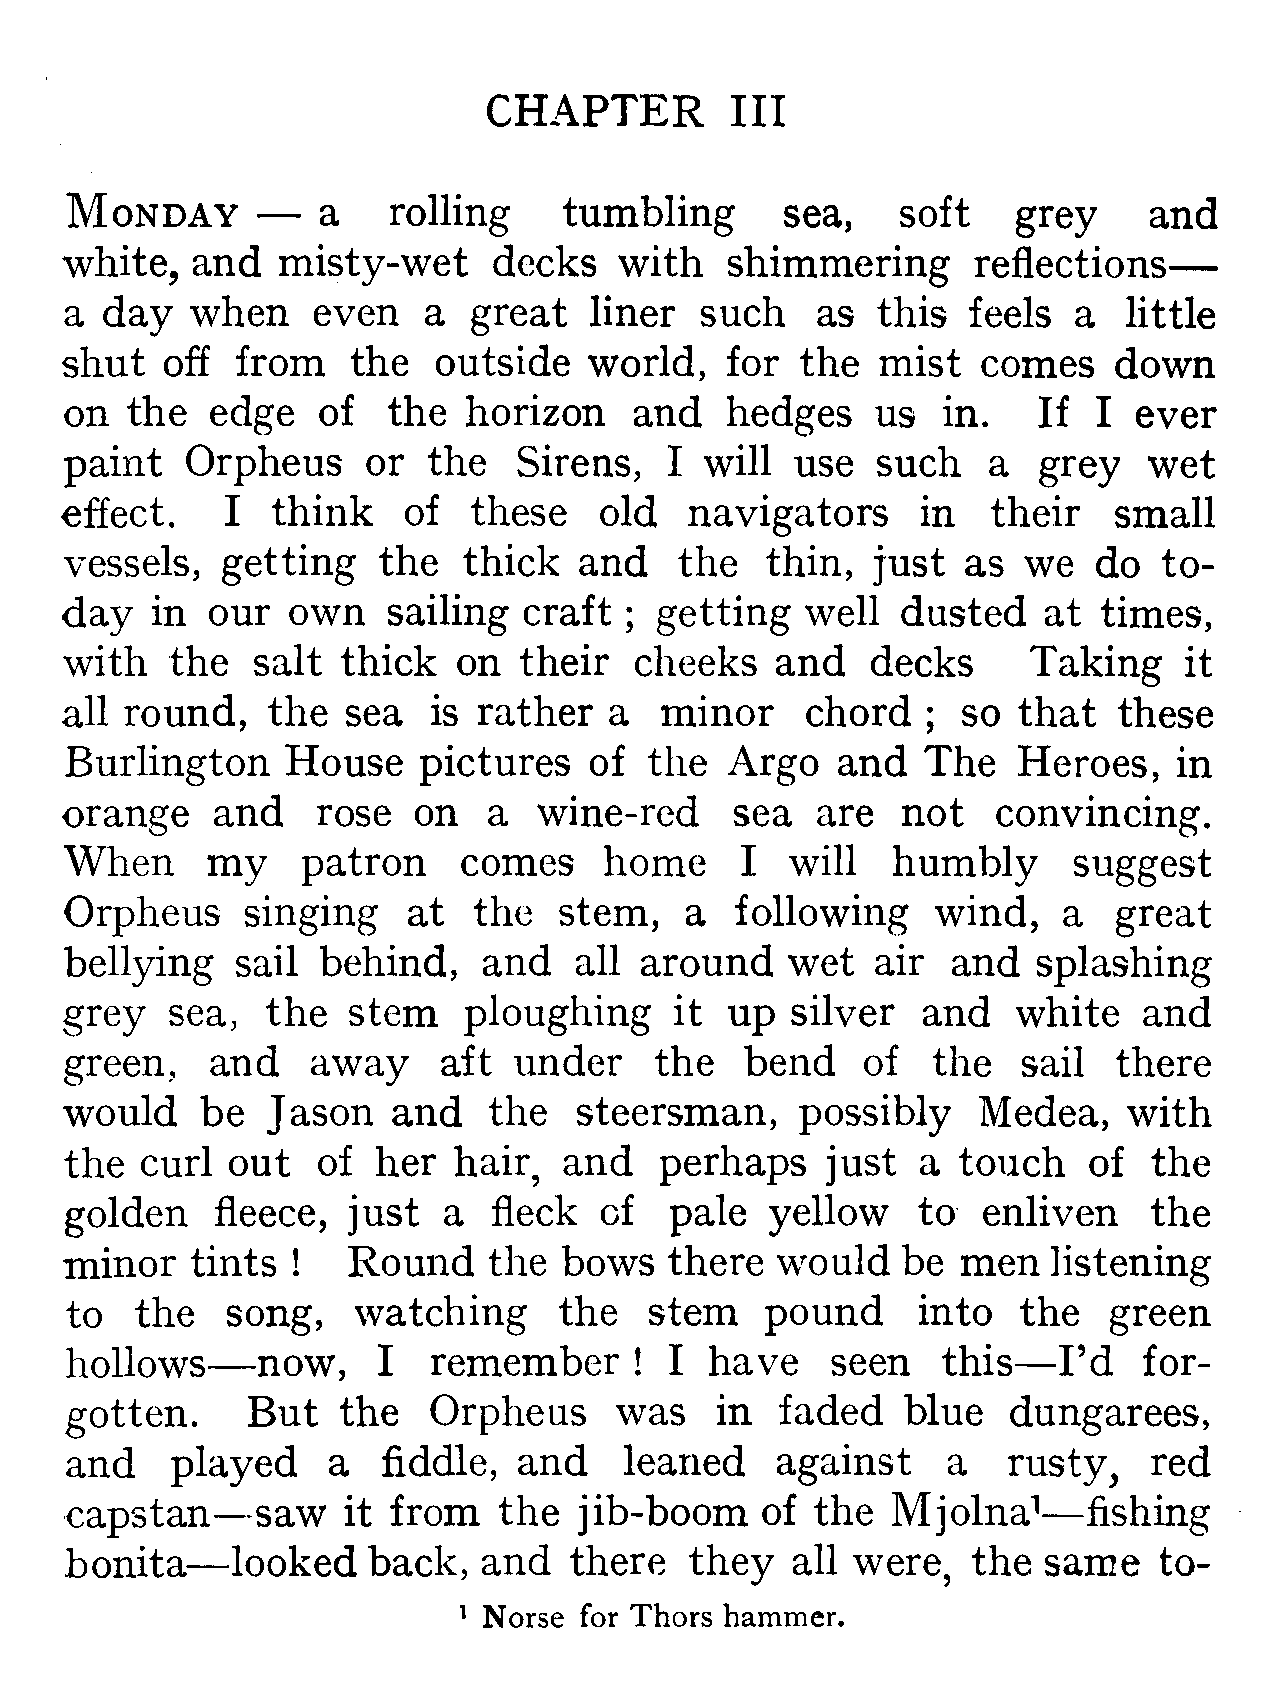 CHAPTER III
MONDAY — a rolling tumbling sea, soft grey and
white, and misty-wet decks with shimmering reflections—
a day when even a great liner such as this feels a little
shut off from the outside world, for the mist comes down
on the edge of the horizon and hedges us in. If I ever
paint Orpheus or the Sirens, I will use such a grey wet
effect. I think of these old navigators in their small
vessels, getting the thick and the thin, just as we do to-
day in our own sailing craft ; getting well dusted at times,
with the salt thick on their cheeks and decks Taking it
all round, the sea is rather a minor chord ; so that these
Burlington House pictures of the Argo and The Heroes, in
orange and rose on a wine-red sea are not convincing.
When my patron comes home I will humbly suggest
Orpheus singing at the stem, a following wind, a great
bellying sail behind, and all around wet air and splashing
grey sea, the stem ploughing it up silver and white and
green, and away aft under the bend of the sail there
would be Jason and the steersman, possibly Medea, with
the curl out of her hair, and perhaps just a touch of the
golden fleece, just a fleck of pale yellow to enliven the
minor tints ! Round the bows there would be men listening
to the song, watching the stem pound into the green
hollows—now, I remember ! I have seen this—I'd for-
gotten. But the Orpheus was in faded blue dungarees,
and played a fiddle, and leaned against a rusty, red
capstan—saw it from the jib-boom of the Mjolna¹—fishing
bonita—looked back, and there they all were, the same to-
¹ Norse for Thors hammer.